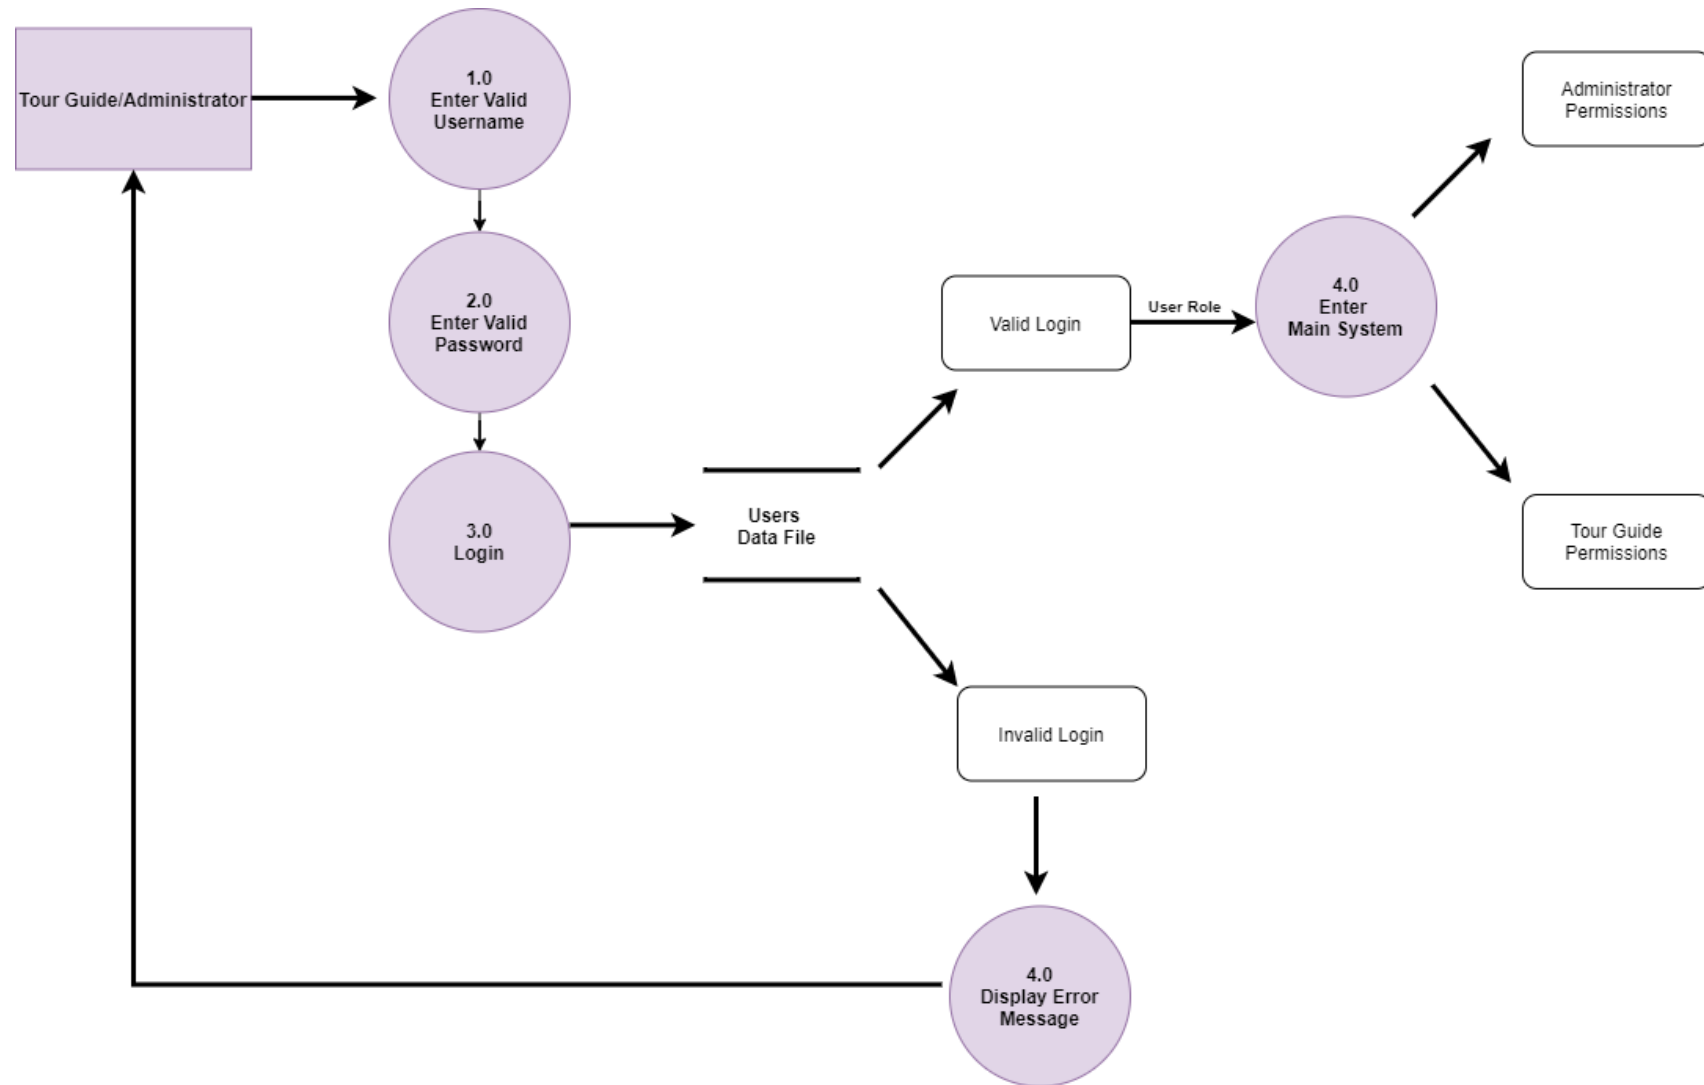 Tour Guide/Administrator
1.0
Enter Valid
Username
2.0
Enter Valid
Password
3.0
Login
Users
Data File
Valid Login
User Role
4.0
Enter
Main System
Administrator
Permissions
Tour Guide
Permissions
Invalid Login
4.0
Display Error
Message